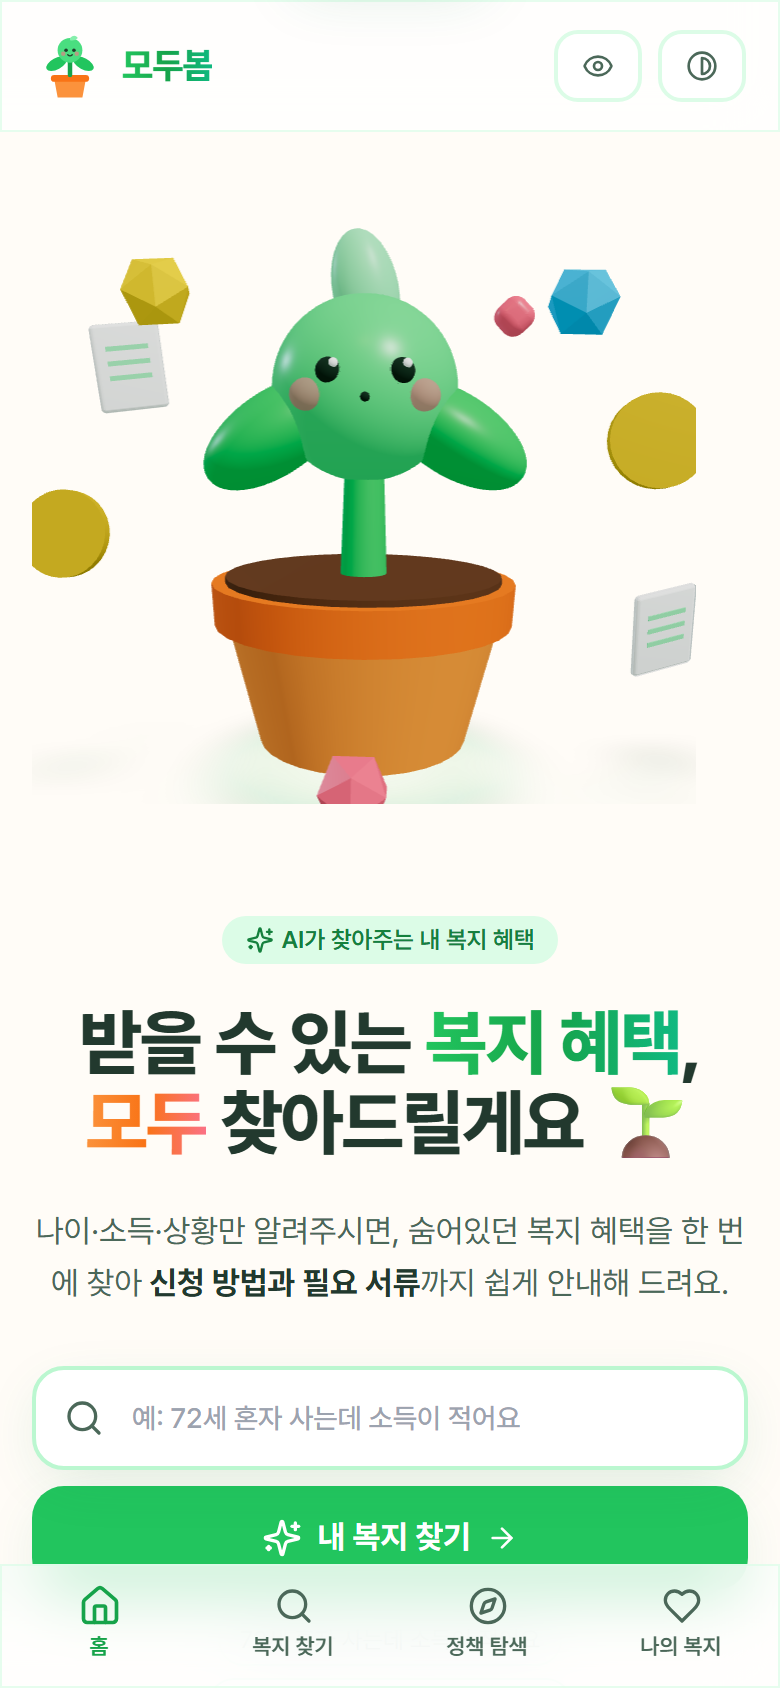 모두봄
AI가 찾아주는 내 복지 혜택
받을 수 있는 복지 혜택,
모두 찾아드릴게요
나이·소득·상황만 알려주시면, 숨어있던 복지 혜택을 한 번
에 찾아 신청 방법과 필요 서류까지 쉽게 안내해 드려요.
예: 72세 혼자 사는데 소득이 적어요
내 복지 찾기
홈
복지 찾기
정책 탐색
나의 복지